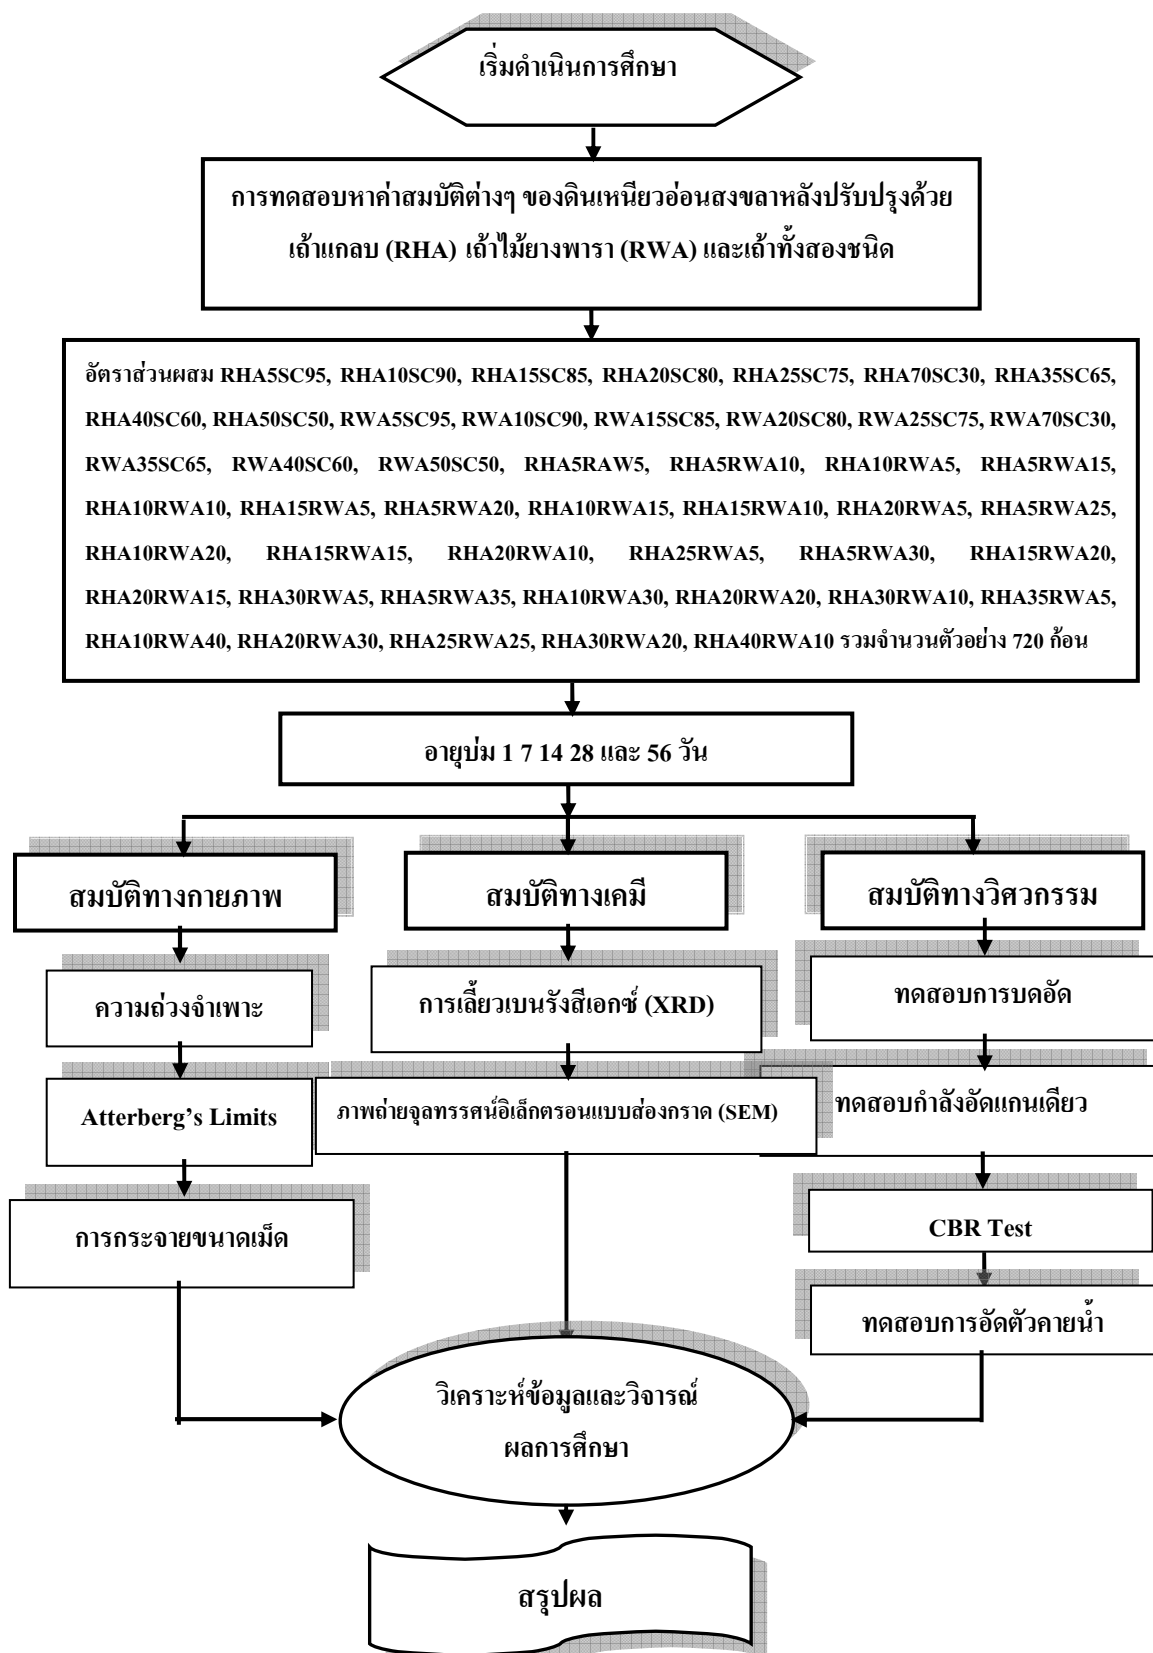 เริ่มดำเนินการศึกษา
การทดสอบหาค่าสมบัติต่างๆ ของดินเหนียวอ่อนสงขลาหลังปรับปรุงด้วย
เถ้าแกลบ (RHA) เถ้าไม้ยางพารา (RWA) และเถ้าทั้งสองชนิด
อัตราส่วนผสม RHA5SC95, RHA10SC90, RHA15SC85, RHA20SC80, RHA25SC75, RHA70SC30, RHA35SC65,
RHA40SC60, RHA50SC50, RWA5SC95, RWA10SC90, RWA15SC85, RWA20SC80, RWA25SC75, RWA70SC30,
RWA35SC65, RWA40SC60, RWA50SC50, RHA5RAW5, RHA5RWA10, RHA10RWA5, RHA5RWA15,
RHA10RWA10, RHA15RWA5, RHA5RWA20, RHA10RWA15, RHA15RWA10, RHA20RWA5, RHA5RWA25,
RHA10RWA20, RHA15RWA15, RHA20RWA10, RHA25RWA5, RHA5RWA30, RHA15RWA20,
RHA20RWA15, RHA30RWA5, RHA5RWA35, RHA10RWA30, RHA20RWA20, RHA30RWA10, RHA35RWA5,
RHA10RWA40, RHA20RWA30, RHA25RWA25, RHA30RWA20, RHA40RWA10 รวมจำนวนตัวอย่าง 720 ก้อน
อายุบ่ม 1 7 14 28 และ 56 วัน
สมบัติทางกายภาพ
ความถ่วงจำเพาะ
Atterberg’s Limits
การกระจายขนาดเม็ด
สมบัติทางเคมี
การเลี้ยวเบนรังสีเอกซ์ (XRD)
ภาพถ่ายจุลทรรศน์อิเล็กตรอนแบบส่องกราด (SEM)
สมบัติทางวิศวกรรม
ทดสอบการบดอัด
ทดสอบกำลังอัดแกนเดียว
CBR Test
ทดสอบการอัดตัวคายน้ำ
วิเคราะห์ข้อมูลและวิจารณ์
ผลการศึกษา
สรุปผล